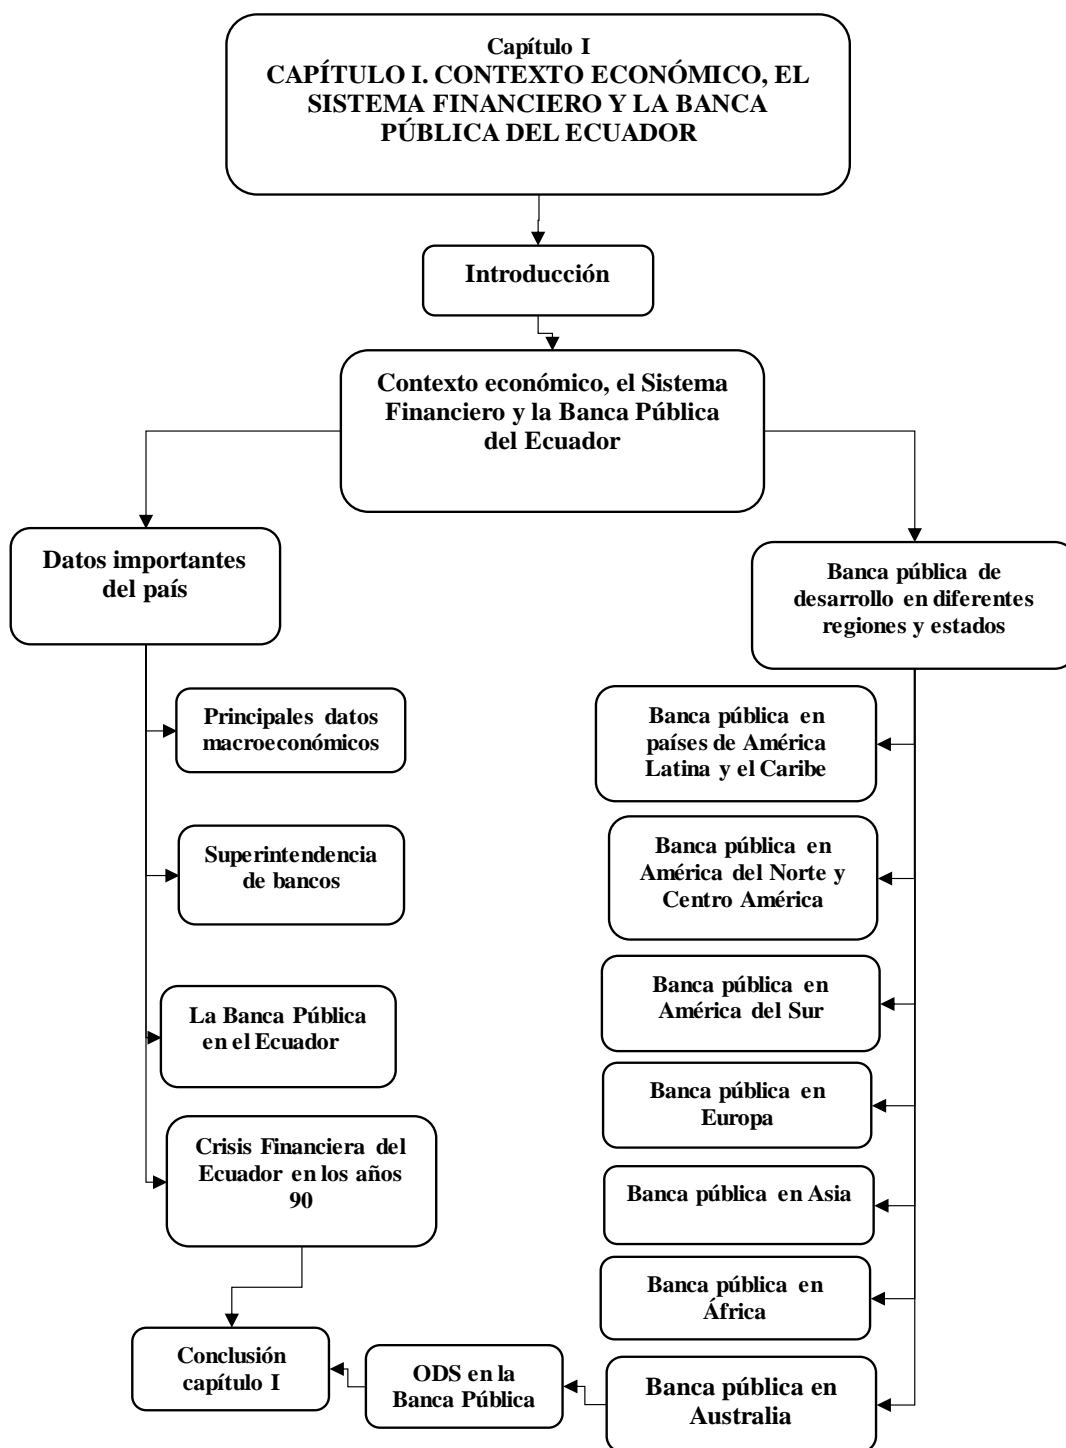 Capítulo I
CAPÍTULO I. CONTEXTO ECONÓMICO, EL
SISTEMA FINANCIERO Y LA BANCA
PÚBLICA DEL ECUADOR
Introducción
Contexto económico, el Sistema
Financiero y la Banca Pública
del Ecuador
Datos importantes
del país
Principales datos
macroeconómicos
Superintendencia
de bancos
La Banca Pública
en el Ecuador
Crisis Financiera del
Ecuador en los años
90
Banca pública de
desarrollo en diferentes
regiones y estados
Banca pública en
países de América
Latina y el Caribe
Banca pública en
América del Norte y
Centro América
Banca pública en
América del Sur
Banca pública en
Europa
Banca pública en Asia
Banca pública en
África
Banca pública en
Australia
ODS en la
Banca Pública
Conclusión
capítulo I